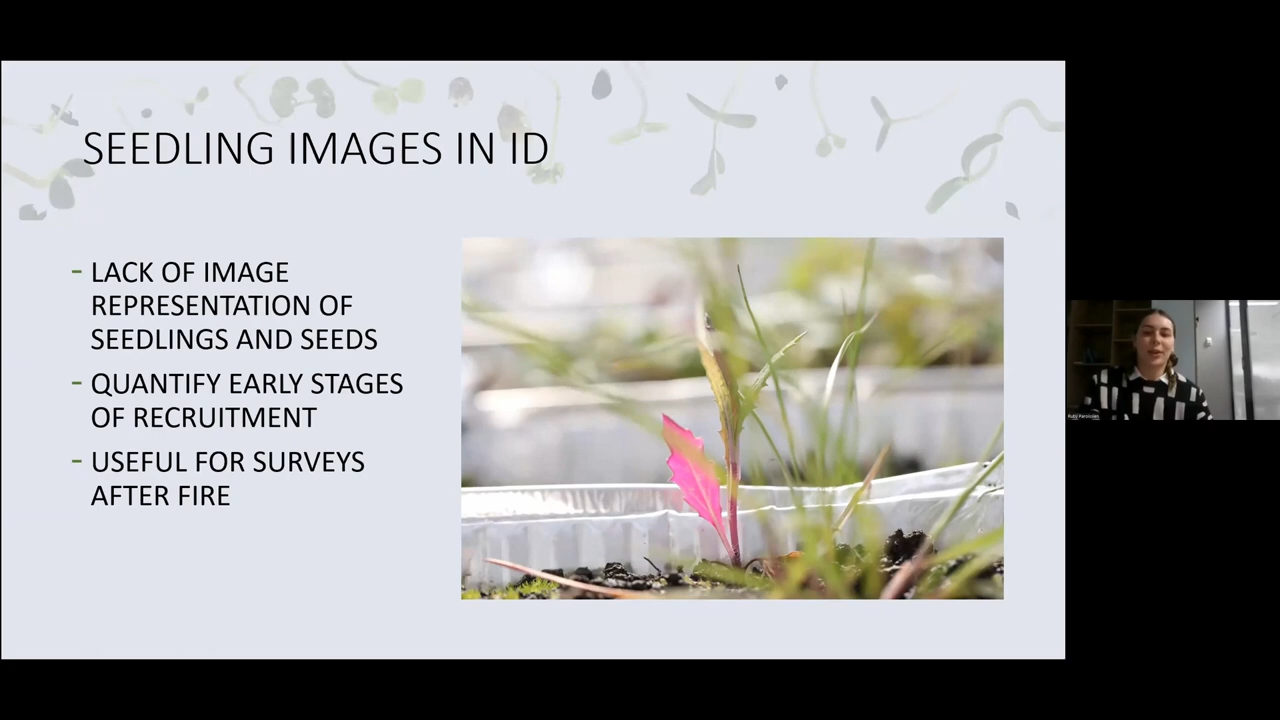 SEEDLING IMAGES IN ID
- LACK OF IMAGE
REPRESENTATION OF
SEEDLINGS AND SEEDS
- QUANTIFY EARLY STAGES
OF RECRUITMENT
- USEFUL FOR SURVEYS
AFTER FIRE
Ruby